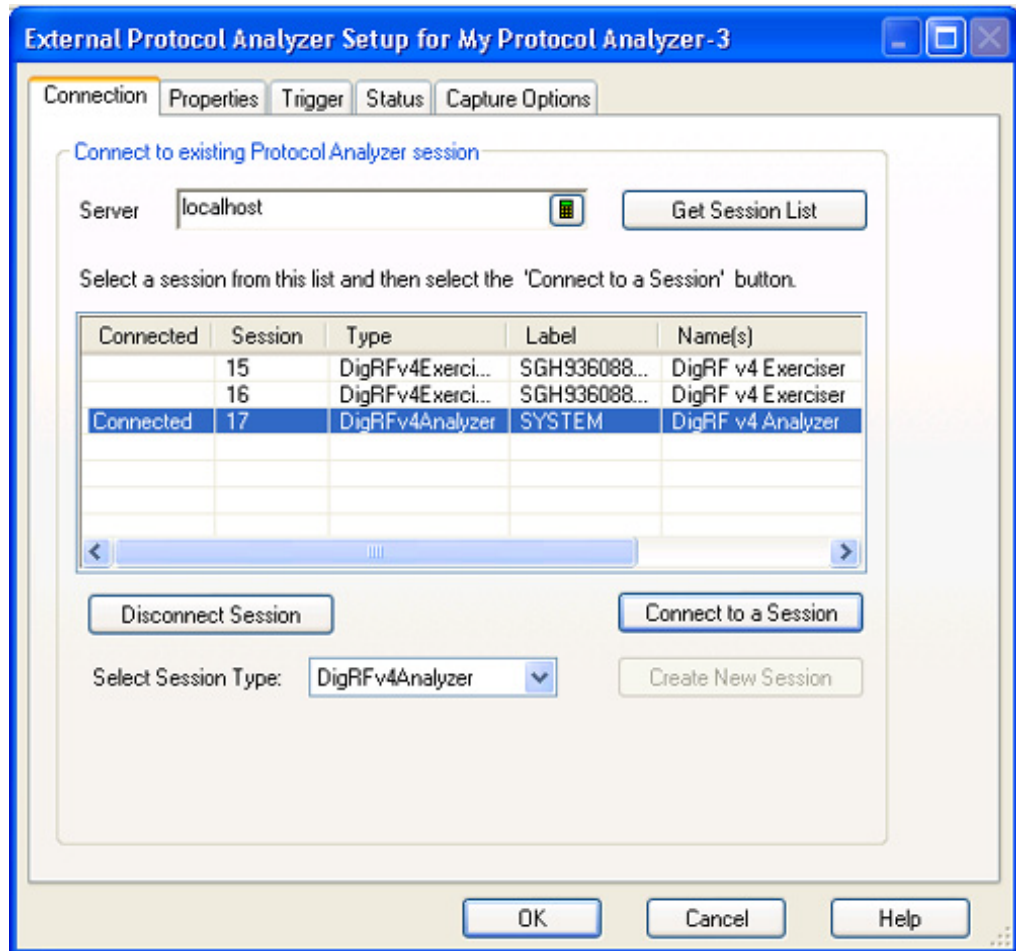 External Protocol Analyzer Setup for My Protocol Analyzer-3
Connection Properties Trigger Status Capture Options
Connect to existing Protocol Analyzer session
Server localhost Get Session List
Select a session from this list and then select the 'Connect to a Session' button.
Connected Session Type Label Name(s)
15 DigRFv4Exerci... SGH936088... DigRF v4 Exerciser
16 DigRFv4Exerci... SGH936088... DigRF v4 Exerciser
Connected 17 DigRFv4Analyzer SYSTEM DigRF v4 Analyzer
Disconnect Session Connect to a Session
Select Session Type: DigRFv4Analyzer Create New Session
OK Cancel Help